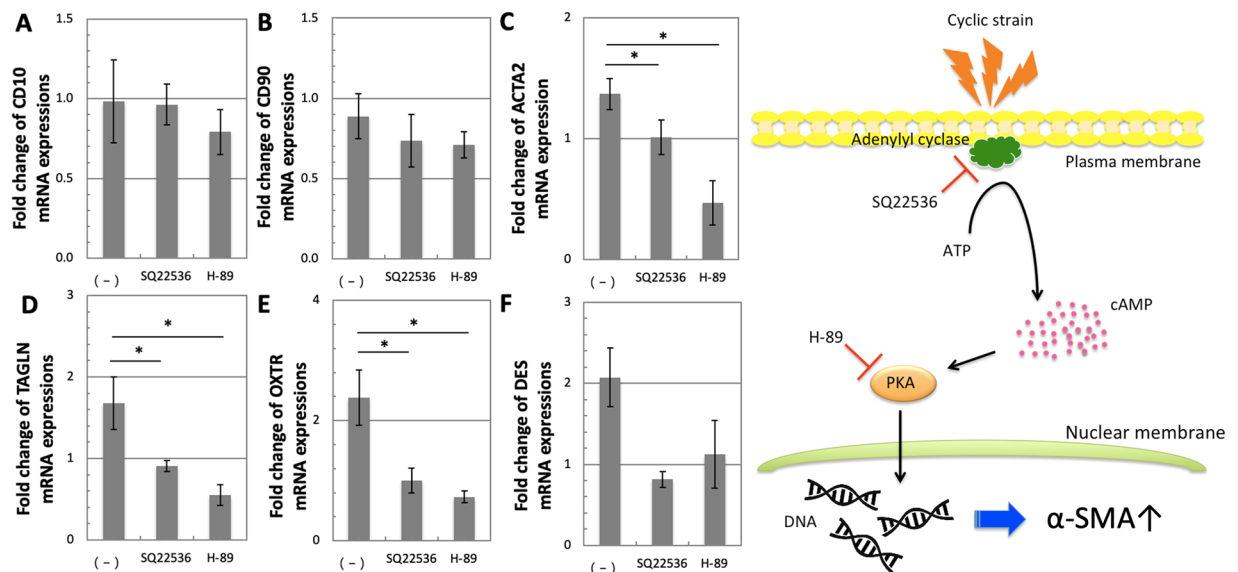 A
Fold change of CD10
mRNA expressions
1.5
1.0
0.5
0.0
(–)
SQ22536
H-89
B
Fold change of CD90
mRNA expressions
1.5
1.0
0.5
0.0
(–)
SQ22536
H-89
C
Fold change of ACTA2
mRNA expression
2
1
0
*
*
(–)
SQ22536
H-89
D
Fold change of TAGLN
mRNA expressions
3
2
1
0
*
*
(–)
SQ22536
H-89
E
Fold change of OXTR
mRNA expressions
4
2
0
*
*
(–)
SQ22536
H-89
F
Fold change of DES
mRNA expressions
3
2
1
0
(–)
SQ22536
H-89
Cyclic strain
Adenylyl cyclase
Plasma membrane
SQ22536
ATP
cAMP
H-89
PKA
Nuclear membrane
DNA
α-SMA↑